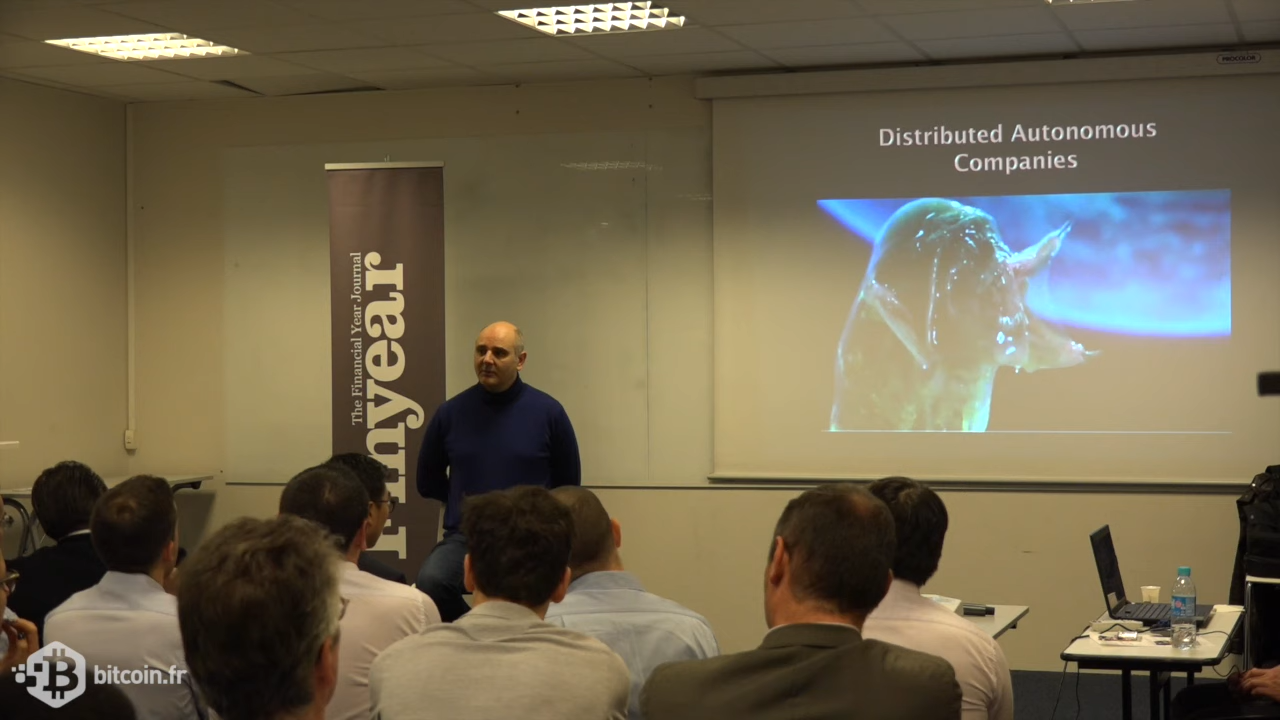 PROCOLOR
Distributed Autonomous
Companies
The Financial Year Journal
Finyear
bitcoin.fr